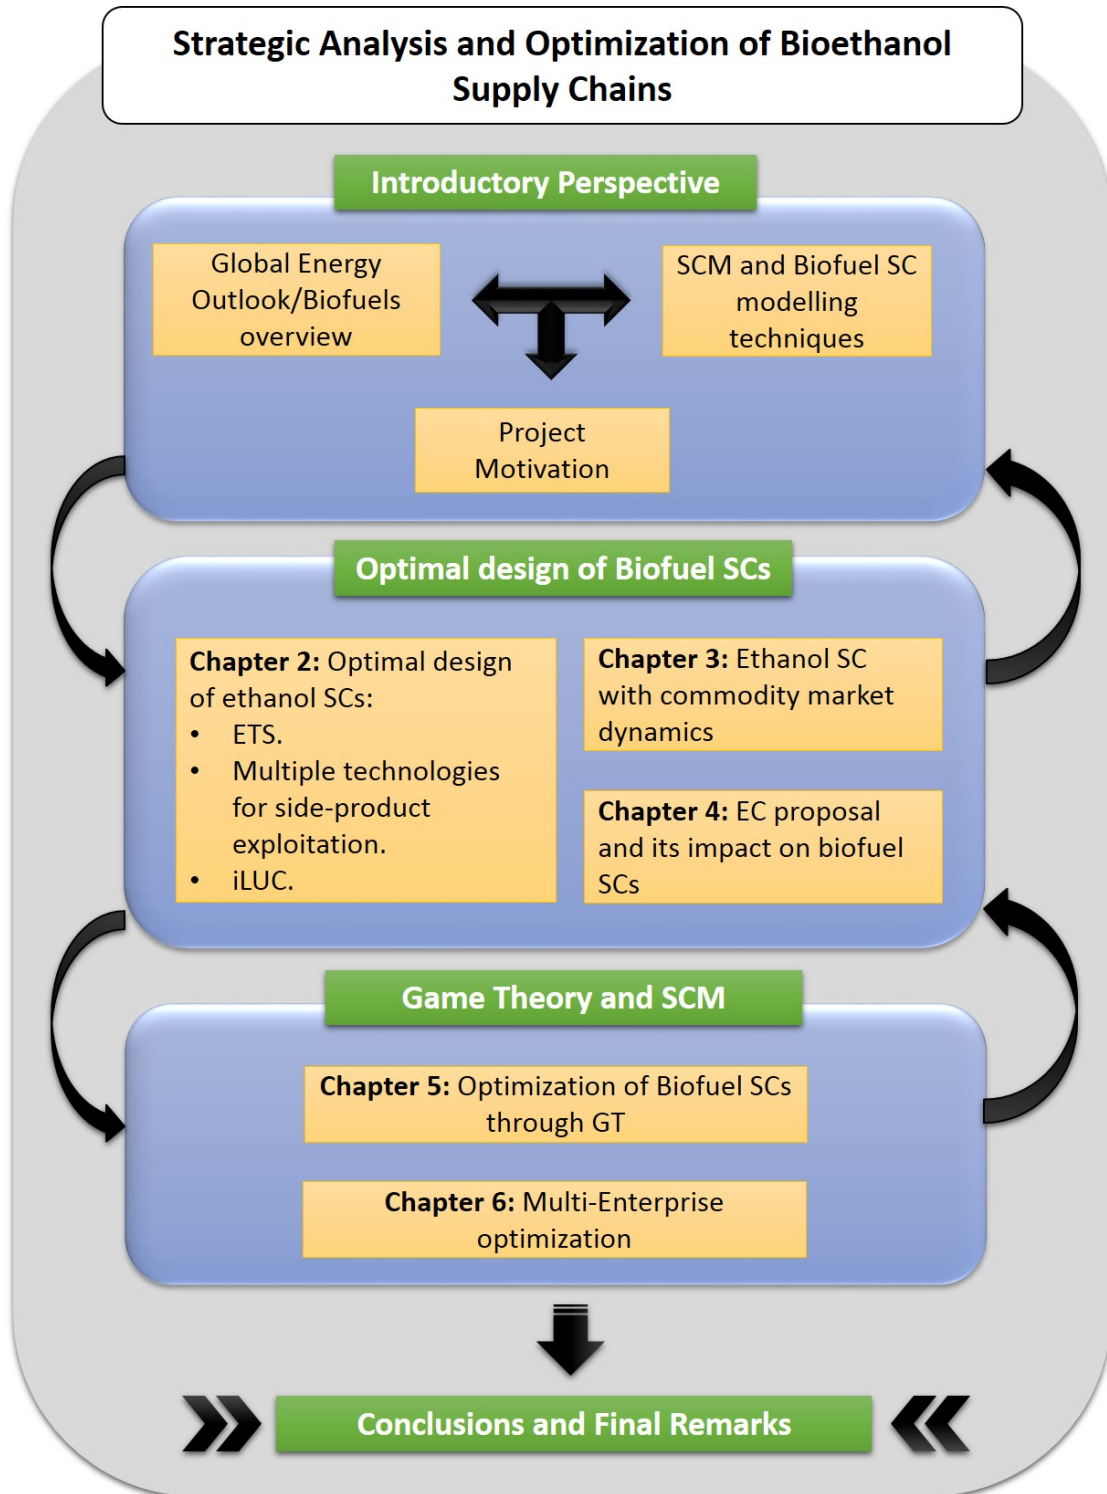 Strategic Analysis and Optimization of Bioethanol
Supply Chains
Introductory Perspective
Global Energy
Outlook/Biofuels
overview
SCM and Biofuel SC
modelling
techniques
Project
Motivation
Optimal design of Biofuel SCs
Chapter 2: Optimal design
of ethanol SCs:
• ETS.
• Multiple technologies
for side-product
exploitation.
• iLUC.
Chapter 3: Ethanol SC
with commodity market
dynamics
Chapter 4: EC proposal
and its impact on biofuel
SCs
Game Theory and SCM
Chapter 5: Optimization of Biofuel SCs
through GT
Chapter 6: Multi-Enterprise
optimization
Conclusions and Final Remarks